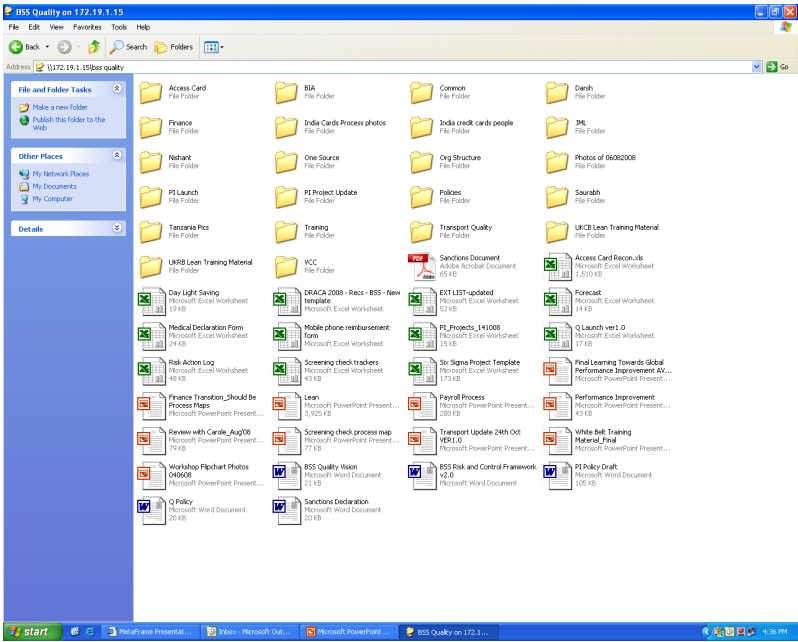 BSS Quality on 172.19.1.15
File Edit View Favorites Tools Help
Back Search Folders
Address \\172.19.1.15\bss quality Go
File and Folder Tasks
Make a new folder
Publish this folder to the
Web
Other Places
My Network Places
My Documents
My Computer
Details
Access Card
File Folder
BIA
File Folder
Common
File Folder
Darsh
File Folder
Finance
File Folder
India Cards Process photos
File Folder
India credit cards people
File Folder
JML
File Folder
Nishant
File Folder
One Source
File Folder
Org Structure
File Folder
Photos of 06082008
File Folder
PI Launch
File Folder
PI Project Update
File Folder
Policies
File Folder
Saurabh
File Folder
Tanzania Pics
File Folder
Training
File Folder
Transport Quality
File Folder
UKCB Lean Training Material
File Folder
UKRB Lean Training Material
File Folder
VCC
File Folder
PDF
Adobe
Sanctions Document
Adobe Acrobat Document
65 KB
Access Card Recon.xls
Microsoft Excel Worksheet
1,510 KB
Day Light Saving
Microsoft Excel Worksheet
19 KB
DRACA 2008 - Recs - BSS - New
template
Microsoft Excel Worksheet
EXT LIST-updated
Microsoft Excel Worksheet
53 KB
Forecast
Microsoft Excel Worksheet
14 KB
Medical Declaration Form
Microsoft Excel Worksheet
24 KB
Mobile phone reimbursement
form
Microsoft Excel Worksheet
PI_Projects_141008
Microsoft Excel Worksheet
15 KB
Q Launch ver1.0
Microsoft Excel Worksheet
17 KB
Risk Action Log
Microsoft Excel Worksheet
48 KB
Screening check trackers
Microsoft Excel Worksheet
43 KB
Six Sigma Project Template
Microsoft Excel Worksheet
173 KB
Final Learning Towards Global
Performance Improvement AV...
Microsoft PowerPoint Present...
Finance Transition_Should Be
Process Maps
Microsoft PowerPoint Present...
Lean
Microsoft PowerPoint Present...
3,925 KB
Payroll Process
Microsoft PowerPoint Present...
280 KB
Performance Improvement
Microsoft PowerPoint Present...
43 KB
Review with Carole_Aug'08
Microsoft PowerPoint Present...
79 KB
Screening check process map
Microsoft PowerPoint Present...
77 KB
Transport Update 24th Oct
VER1.0
Microsoft PowerPoint Present...
White Belt Training
Material_Final
Microsoft PowerPoint Present...
Workshop Flipchart Photos
040608
Microsoft PowerPoint Present...
BSS Quality Vision
Microsoft Word Document
21 KB
BSS Risk and Control Framework
v2.0
Microsoft Word Document
PI Policy Draft
Microsoft Word Document
105 KB
Q Policy
Microsoft Word Document
20 KB
Sanctions Declaration
Microsoft Word Document
20 KB
start MetaFrame Presentat... Inbox - Microsoft Out... Microsoft PowerPoint ... BSS Quality on 172.1... 4:36 PM